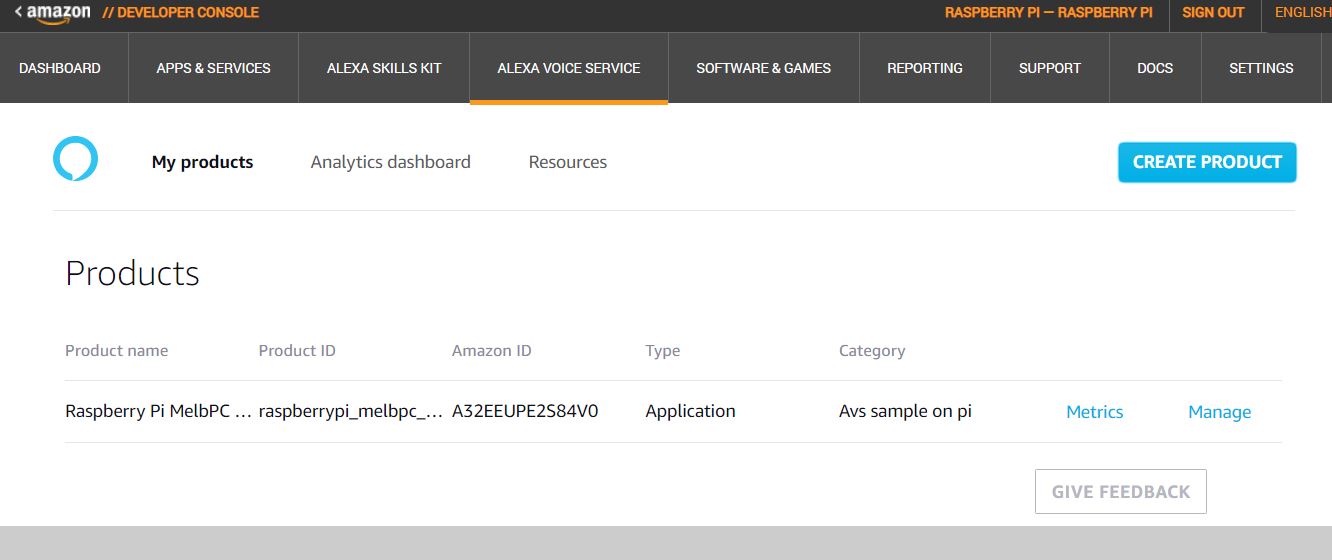 < amazon // DEVELOPER CONSOLE RASPBERRY PI — RASPBERRY PI SIGN OUT ENGLISH
DASHBOARD APPS & SERVICES ALEXA SKILLS KIT ALEXA VOICE SERVICE SOFTWARE & GAMES REPORTING SUPPORT DOCS SETTINGS
My products Analytics dashboard Resources CREATE PRODUCT
Products
Product name Product ID Amazon ID Type Category
Raspberry Pi MelbPC ... raspberrypi_melbpc_... A32EEUPE2S84V0 Application Avs sample on pi Metrics Manage
GIVE FEEDBACK